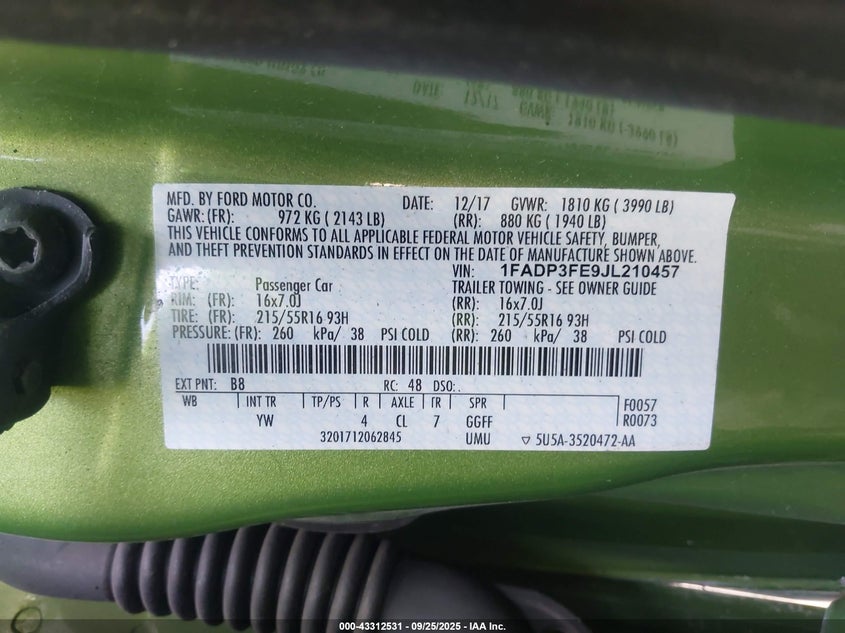 MFD. BY FORD MOTOR CO. DATE: 12/17 GVWR: 1810 KG ( 3990 LB)
GAWR:(FR): 972 KG ( 2143 LB) (RR): 880 KG ( 1940 LB)
THIS VEHICLE CONFORMS TO ALL APPLICABLE FEDERAL MOTOR VEHICLE SAFETY, BUMPER,
AND THEFT PREVENTION STANDARDS IN EFFECT ON THE DATE OF MANUFACTURE SHOWN ABOVE.
VIN: 1FADP3FE9JL210457
TYPE: Passenger Car TRAILER TOWING - SEE OWNER GUIDE
RIM: (FR): 16x7.0J (RR): 16x7.0J
TIRE: (FR): 215/55R16 93H (RR): 215/55R16 93H
PRESSURE:(FR): 260 kPa/ 38 PSI COLD (RR): 260 kPa/ 38 PSI COLD
EXT PNT: B8 RC: 48 DSO: .
WB INT TR TP/PS R AXLE TR SPR F0057
YW 4 CL 7 GGFF R0073
3201712062845 UMU ▽ 5U5A-3520472-AA
000-43312531 - 09/25/2025 - IAA Inc.